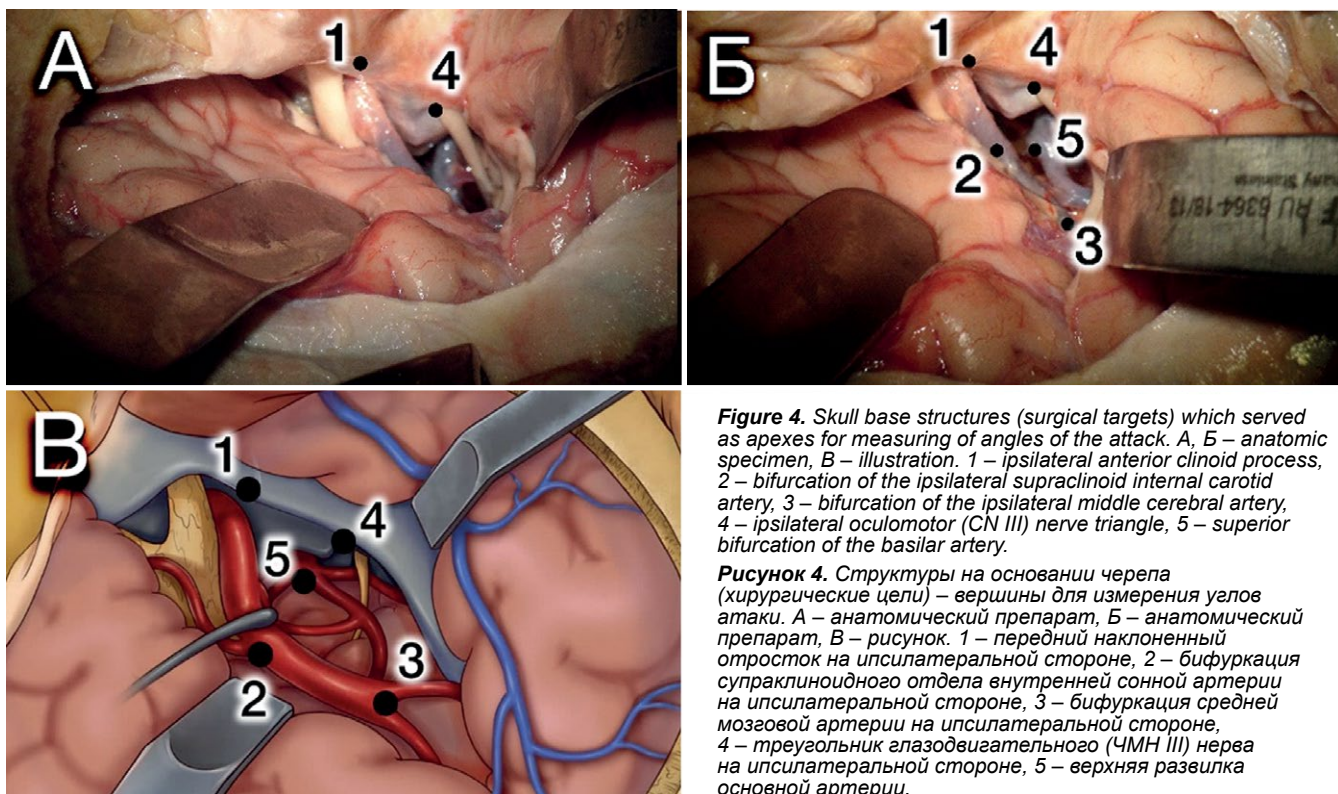 А
1
4
Б
1
4
5
2
3
RU 6364-18/13
В
1
4
5
3
2
Figure 4. Skull base structures (surgical targets) which served
as apexes for measuring of angles of the attack. А, Б – anatomic
specimen, В – illustration. 1 – ipsilateral anterior clinoid process,
2 – bifurcation of the ipsilateral supraclinoid internal carotid
artery, 3 – bifurcation of the ipsilateral middle cerebral artery,
4 – ipsilateral oculomotor (CN III) nerve triangle, 5 – superior
bifurcation of the basilar artery.
Рисунок 4. Структуры на основании черепа
(хирургические цели) – вершины для измерения углов
атаки. А – анатомический препарат, Б – анатомический
препарат, В – рисунок. 1 – передний наклоненный
отросток на ипсилатеральной стороне, 2 – бифуркация
супраклиноидного отдела внутренней сонной артерии
на ипсилатеральной стороне, 3 – бифуркация средней
мозговой артерии на ипсилатеральной стороне,
4 – треугольник глазодвигательного (ЧМН III) нерва
на ипсилатеральной стороне, 5 – верхняя развилка
основной артерии.